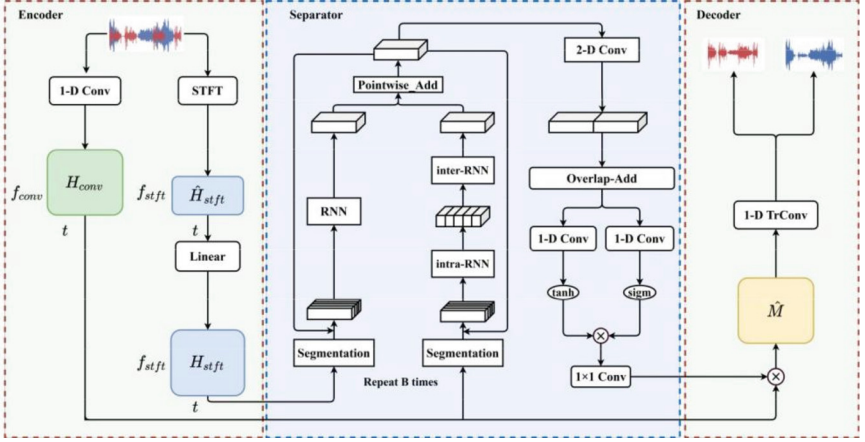 Encoder
1-D Conv
STFT
f_conv
H_conv
t
f_stft
Ĥ_stft
t
Linear
f_stft
H_stft
t
Separator
Pointwise_Add
RNN
inter-RNN
intra-RNN
Segmentation
Segmentation
Repeat B times
2-D Conv
Overlap-Add
1-D Conv
1-D Conv
tanh
sigm
×
1×1 Conv
Decoder
1-D TrConv
M̂
×